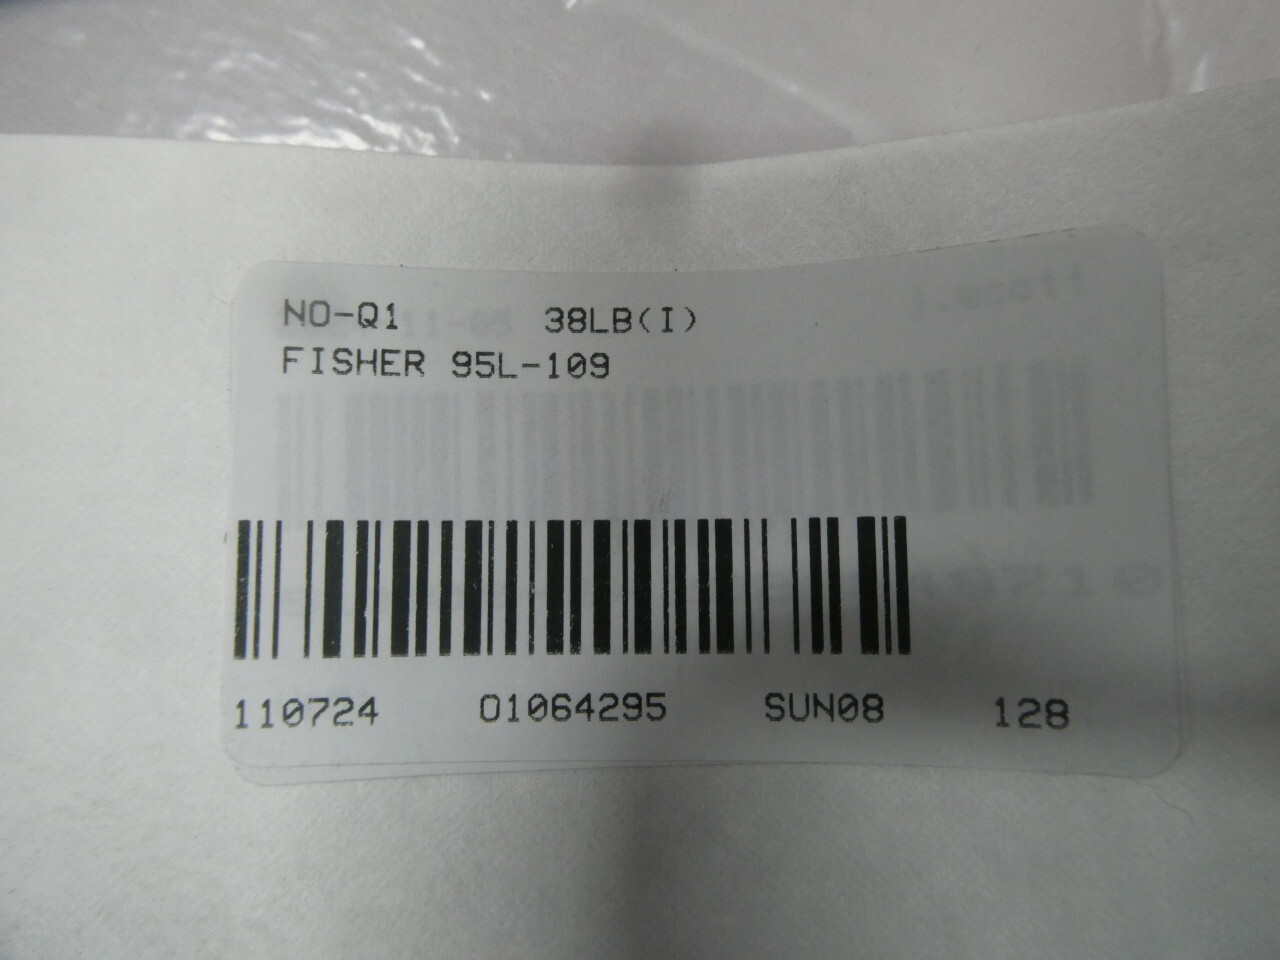 NO-Q1 38LB(I)
FISHER 95L-109
110724 01064295 SUN08 128